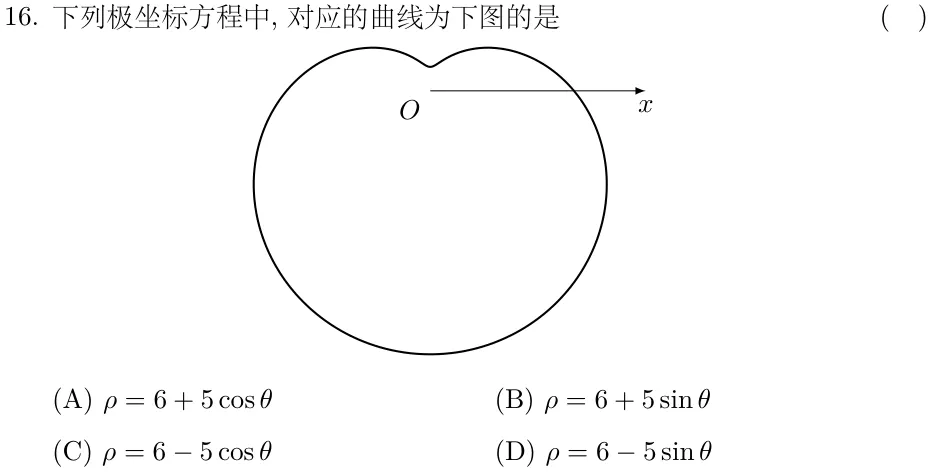 16. 下列极坐标方程中, 对应的曲线为下图的是 ( )
O
x
(A) ρ = 6 + 5 cos θ (B) ρ = 6 + 5 sin θ
(C) ρ = 6 − 5 cos θ (D) ρ = 6 − 5 sin θ